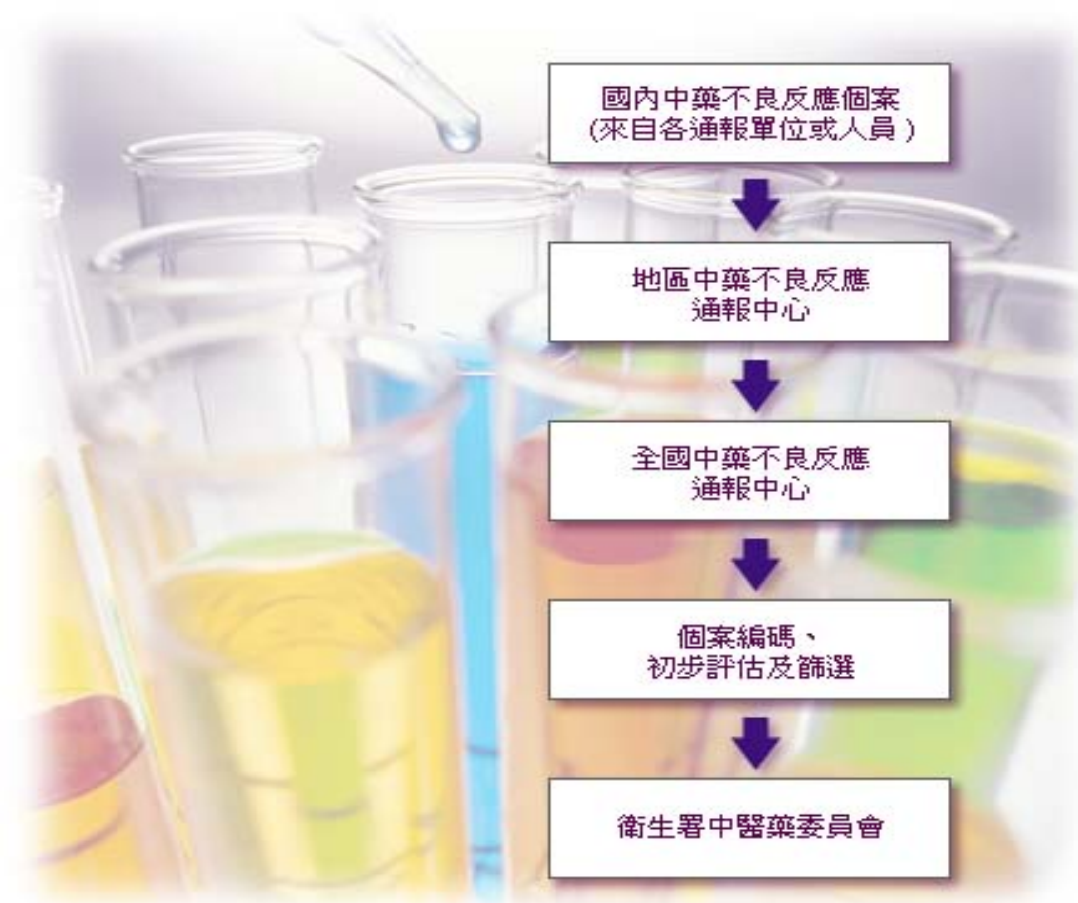 國內中藥不良反應個案
(來自各通報單位或人員)
地區中藥不良反應
通報中心
全國中藥不良反應
通報中心
個案編碼、
初步評估及篩選
衛生署中醫藥委員會